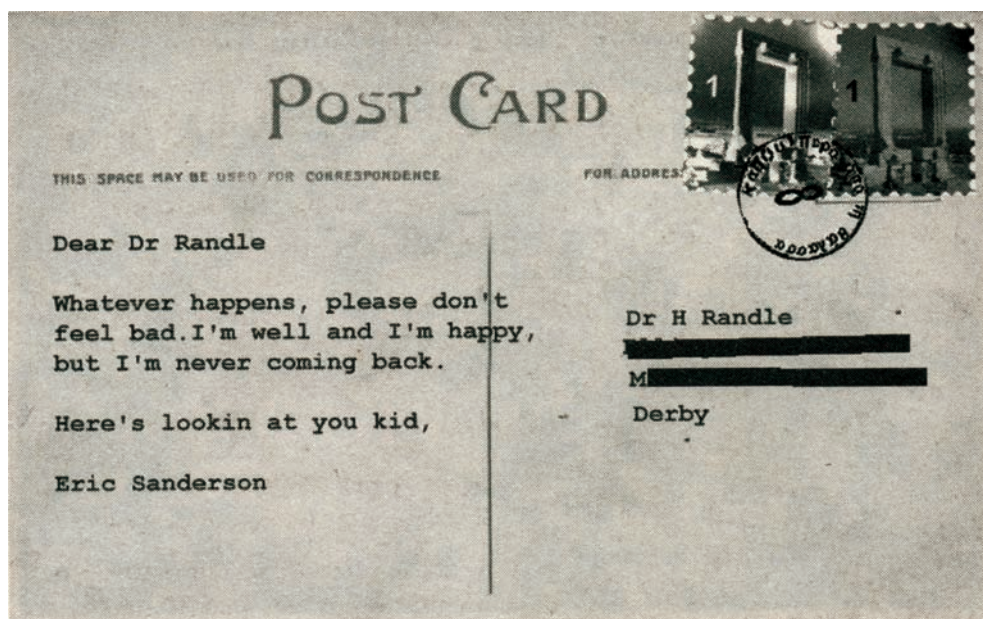 POST CARD
1 1
THIS SPACE MAY BE USED FOR CORRESPONDENCE
FOR ADDRES
Dear Dr Randle
Whatever happens, please don't
feel bad.I'm well and I'm happy,
but I'm never coming back.
Here's lookin at you kid,
Eric Sanderson
Dr H Randle
M
Derby